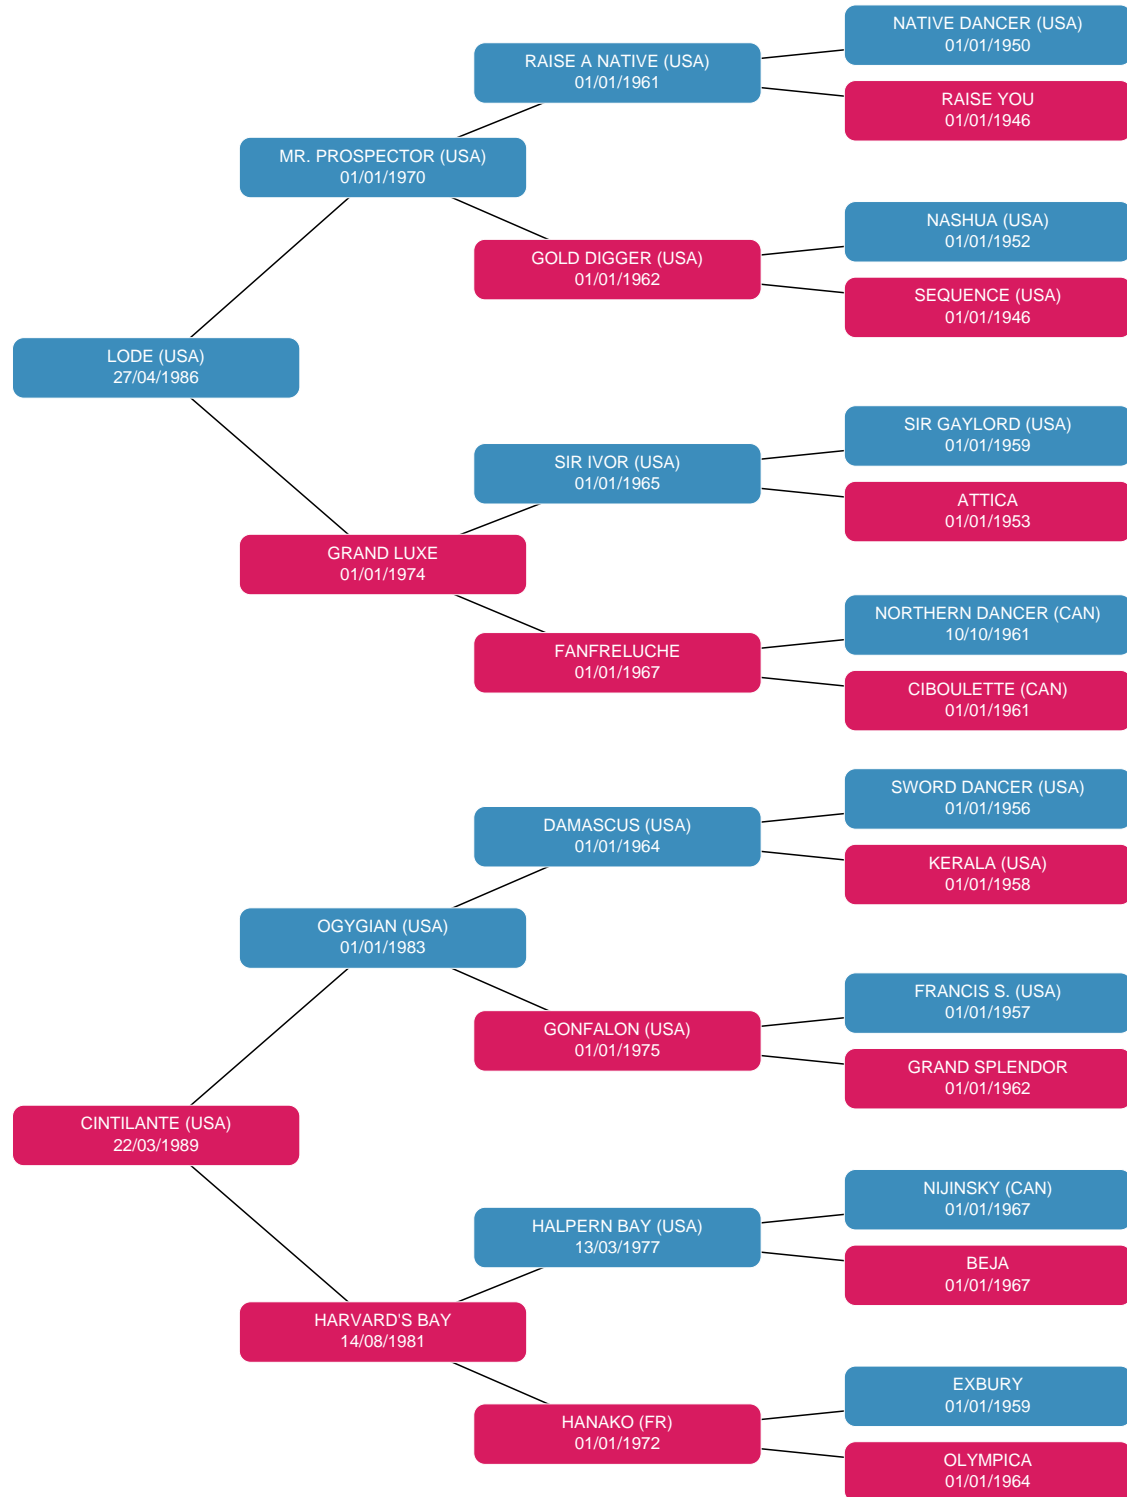 NATIVE DANCER (USA)
01/01/1950
RAISE A NATIVE (USA)
01/01/1961
RAISE YOU
01/01/1946
MR. PROSPECTOR (USA)
01/01/1970
NASHUA (USA)
01/01/1952
GOLD DIGGER (USA)
01/01/1962
SEQUENCE (USA)
01/01/1946
LODE (USA)
27/04/1986
SIR GAYLORD (USA)
01/01/1959
SIR IVOR (USA)
01/01/1965
ATTICA
01/01/1953
GRAND LUXE
01/01/1974
NORTHERN DANCER (CAN)
10/10/1961
FANFRELUCHE
01/01/1967
CIBOULETTE (CAN)
01/01/1961
SWORD DANCER (USA)
01/01/1956
DAMASCUS (USA)
01/01/1964
KERALA (USA)
01/01/1958
OGYGIAN (USA)
01/01/1983
FRANCIS S. (USA)
01/01/1957
GONFALON (USA)
01/01/1975
GRAND SPLENDOR
01/01/1962
CINTILANTE (USA)
22/03/1989
NIJINSKY (CAN)
01/01/1967
HALPERN BAY (USA)
13/03/1977
BEJA
01/01/1967
HARVARD'S BAY
14/08/1981
EXBURY
01/01/1959
HANAKO (FR)
01/01/1972
OLYMPICA
01/01/1964